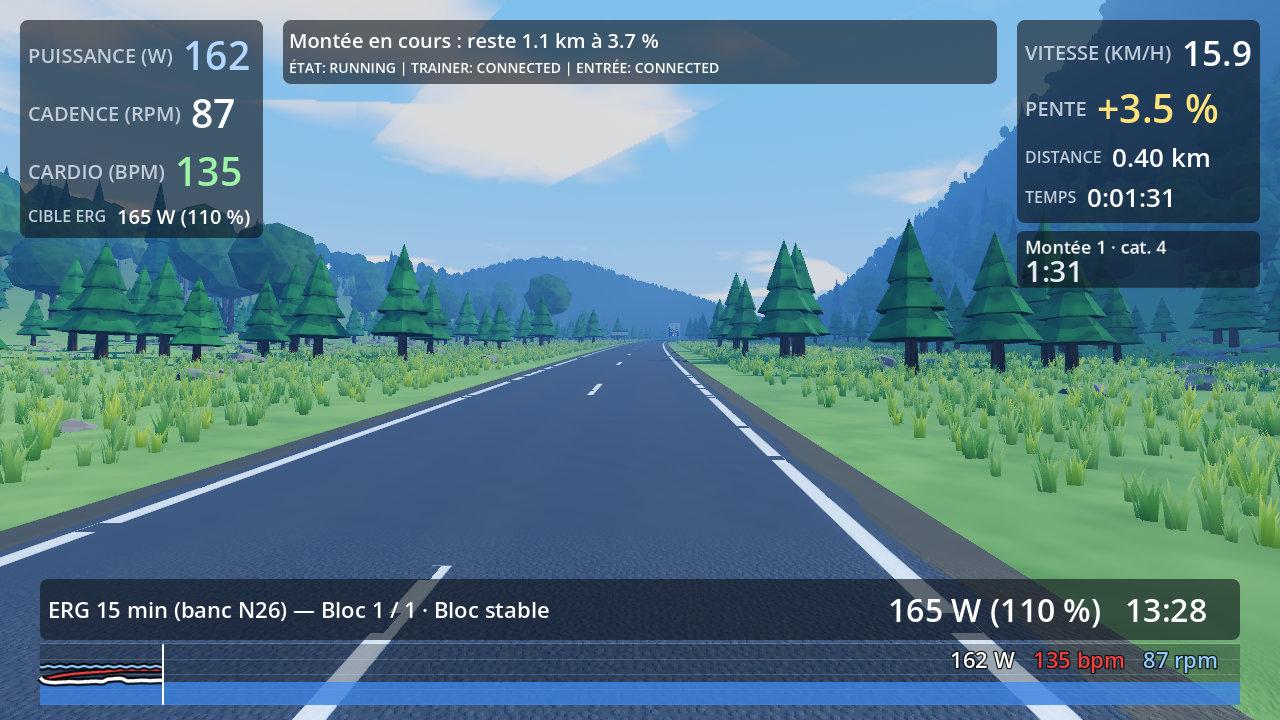 PUISSANCE (W) 162
CADENCE (RPM) 87
CARDIO (BPM) 135
CIBLE ERG 165 W (110 %)
Montée en cours : reste 1.1 km à 3.7 %
ÉTAT: RUNNING | TRAINER: CONNECTED | ENTRÉE: CONNECTED
VITESSE (KM/H) 15.9
PENTE +3.5 %
DISTANCE 0.40 km
TEMPS 0:01:31
Montée 1 · cat. 4
1:31
ERG 15 min (banc N26) — Bloc 1 / 1 · Bloc stable 165 W (110 %) 13:28
162 W 135 bpm 87 rpm